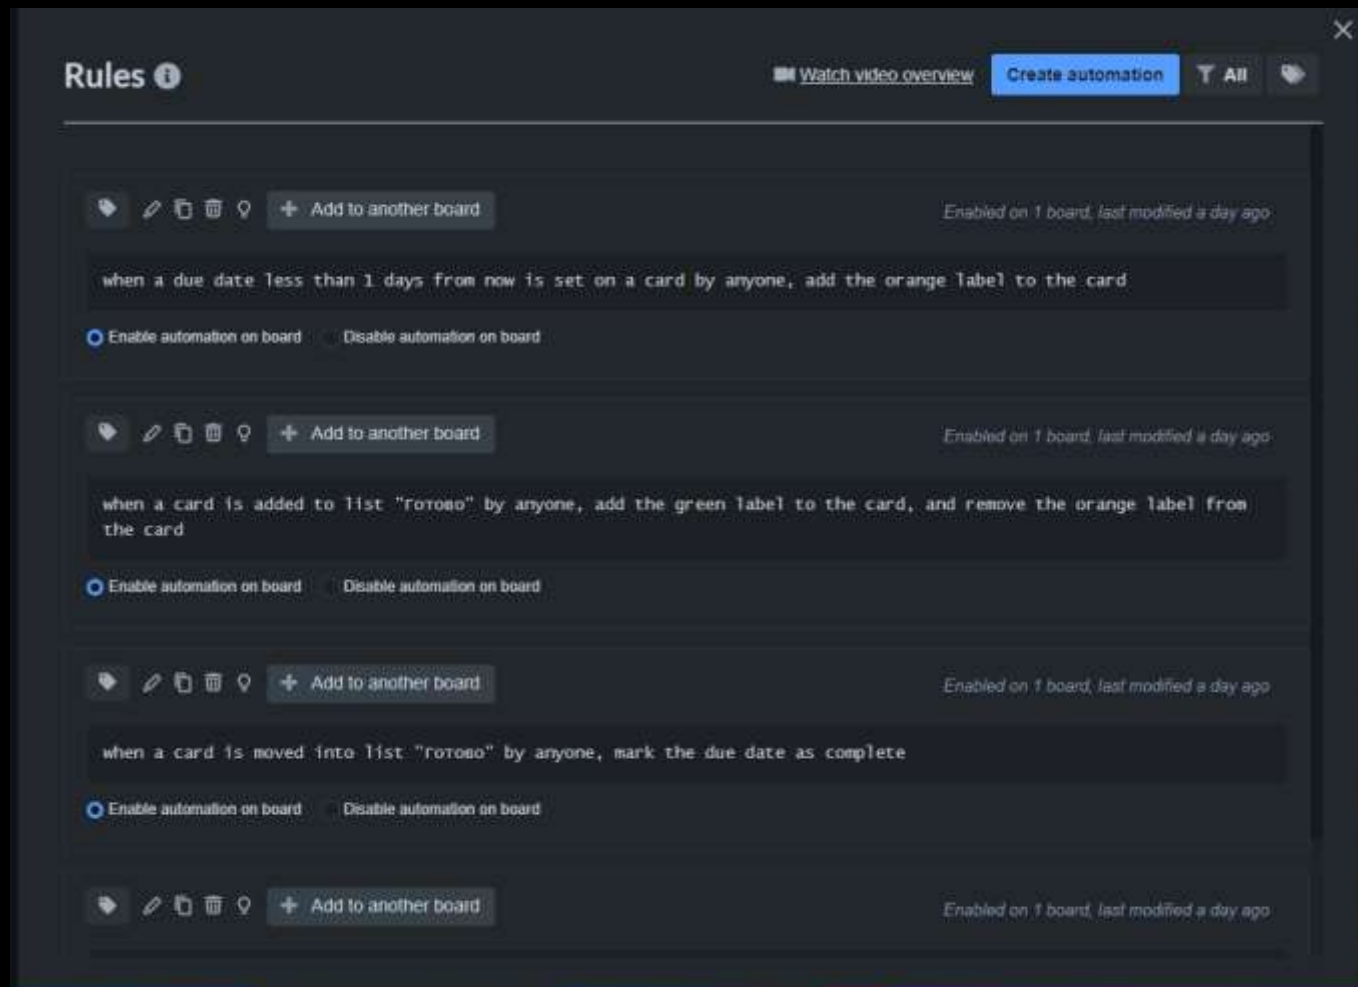 Rules
Watch video overview
Create automation
All
Add to another board
Enabled on 1 board, last modified a day ago
when a due date less than 1 days from now is set on a card by anyone, add the orange label to the card
Enable automation on board
Disable automation on board
Add to another board
Enabled on 1 board, last modified a day ago
when a card is added to list "Готово" by anyone, add the green label to the card, and remove the orange label from
the card
Enable automation on board
Disable automation on board
Add to another board
Enabled on 1 board, last modified a day ago
when a card is moved into list "Готово" by anyone, mark the due date as complete
Enable automation on board
Disable automation on board
Add to another board
Enabled on 1 board, last modified a day ago